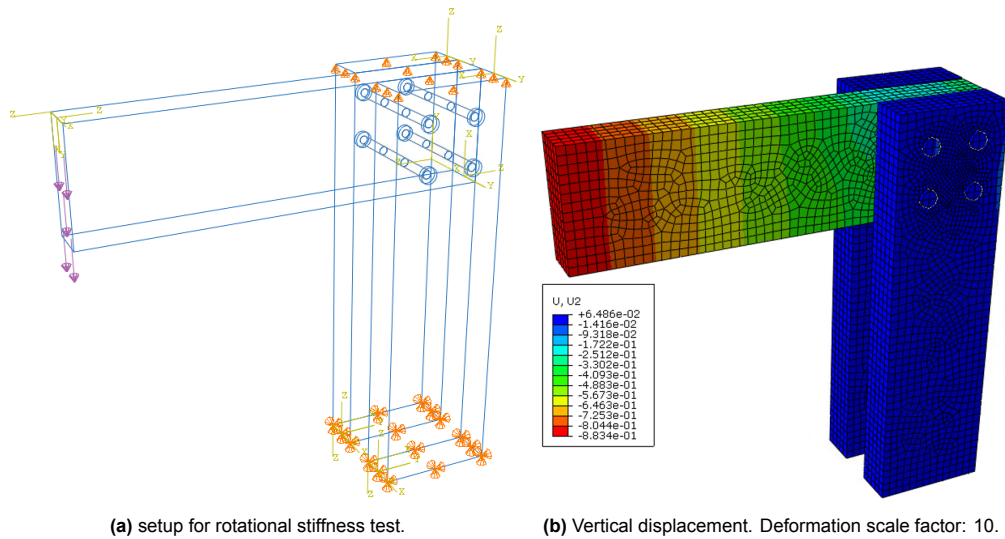 Z
Z
X
Y
X
Y
Z
Z
X
Y
Y
X
Z
Y
Z
Z
Z
X
Z
Z
X
U, U2
+6.486e-02
-1.416e-02
-9.318e-02
-1.722e-01
-2.512e-01
-3.302e-01
-4.093e-01
-4.883e-01
-5.673e-01
-6.463e-01
-7.253e-01
-8.044e-01
-8.834e-01
(a) setup for rotational stiffness test.
(b) Vertical displacement. Deformation scale factor: 10.